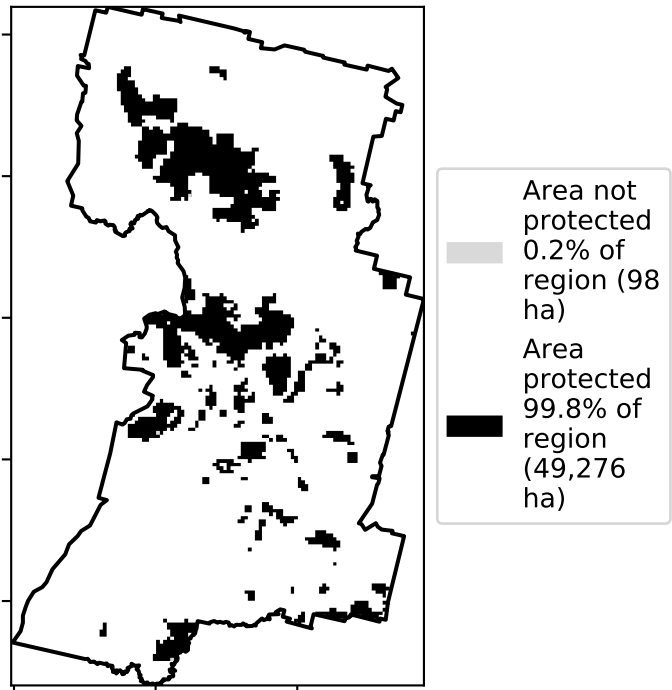 Area not
protected
0.2% of
region (98
ha)
Area
protected
99.8% of
region
(49,276
ha)